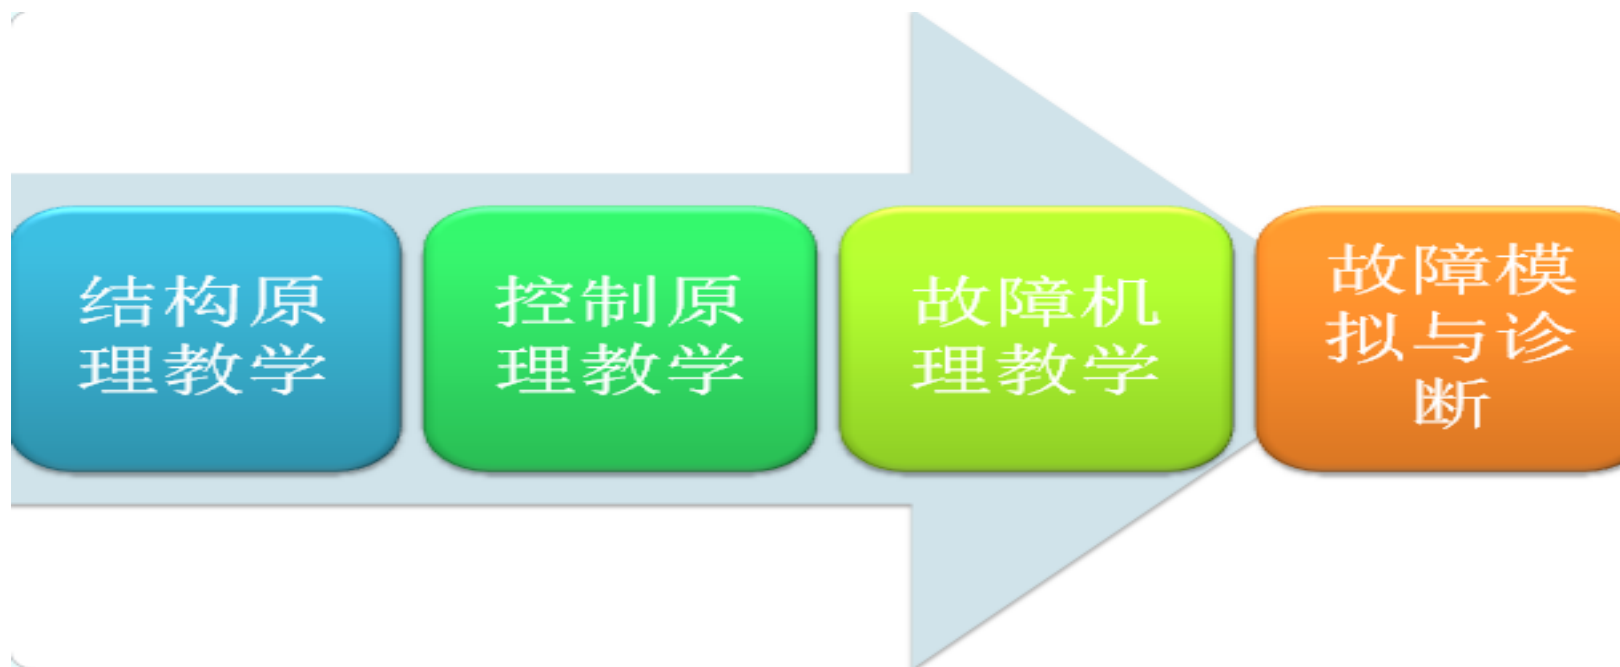 结构原
理教学
控制原
理教学
故障机
理教学
故障模
拟与诊
断